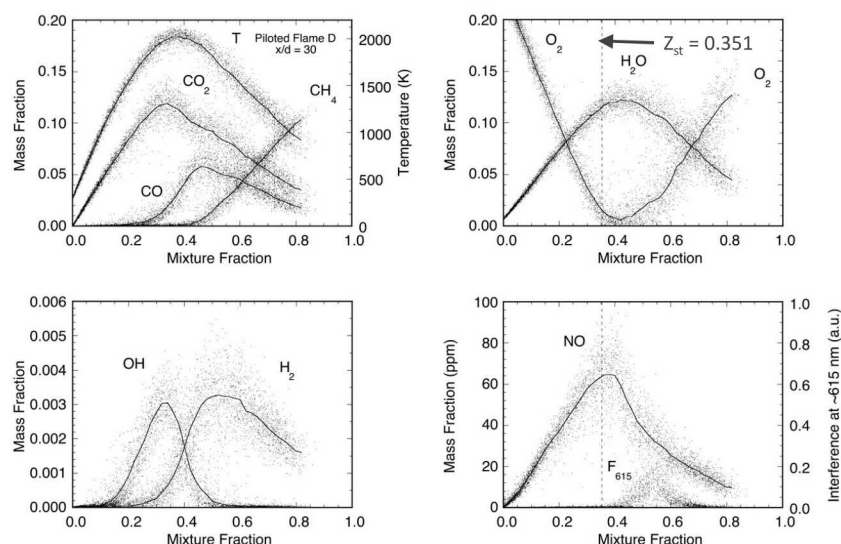 0.20
0.15
0.10
0.05
0.00
Mass Fraction
T
Piloted Flame D
x/d = 30
CO2
CH4
CO
2000
1500
1000
500
0
Temperature (K)
0.0 0.2 0.4 0.6 0.8 1.0
Mixture Fraction
0.20
0.15
0.10
0.05
0.00
Mass Fraction
O2
Zst = 0.351
H2O
O2
0.0 0.2 0.4 0.6 0.8 1.0
Mixture Fraction
0.006
0.005
0.004
0.003
0.002
0.001
0.000
Mass Fraction
OH
H2
0.0 0.2 0.4 0.6 0.8 1.0
Mixture Fraction
100
80
60
40
20
0
Mass Fraction (ppm)
NO
F615
1.0
0.8
0.6
0.4
0.2
0.0
Interference at ~615 nm (a.u.)
0.0 0.2 0.4 0.6 0.8 1.0
Mixture Fraction